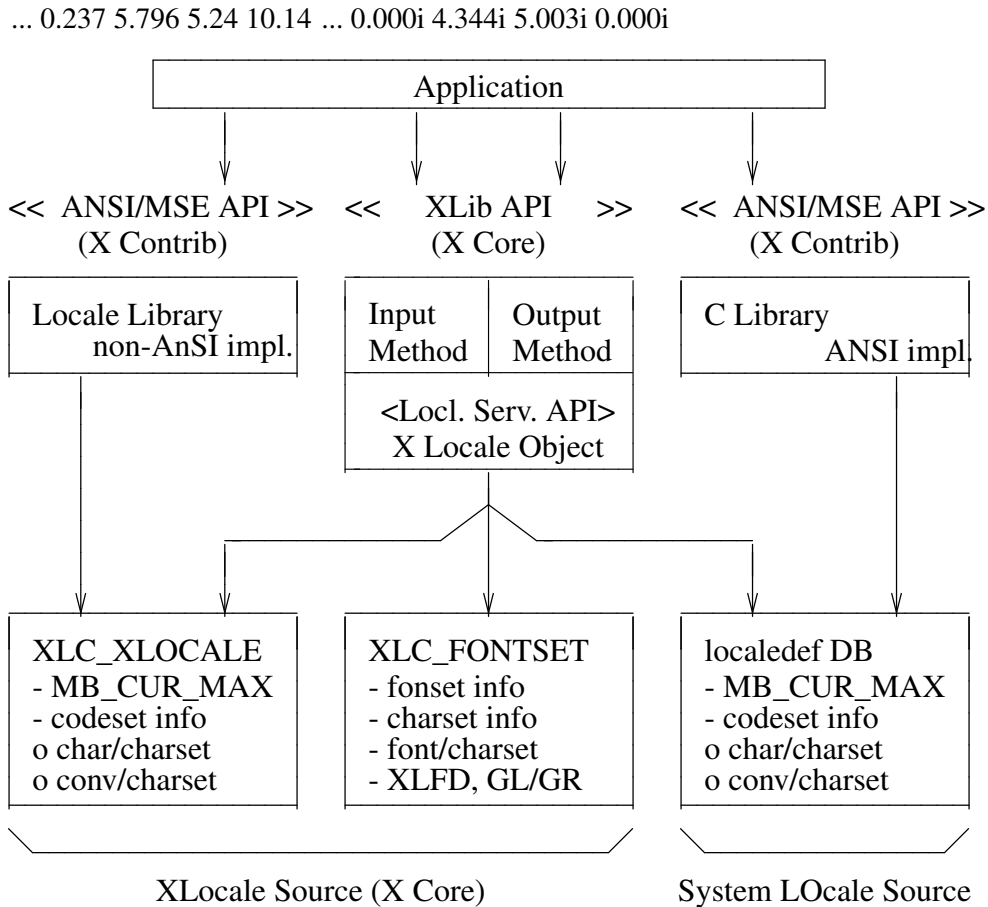 ... 0.237 5.796 5.24 10.14 ... 0.000i 4.344i 5.003i 0.000i
Application
<< ANSI/MSE API >>
(X Contrib)
<< XLib API >>
(X Core)
<< ANSI/MSE API >>
(X Contrib)
Locale Library
non-AnSI impl.
Input
Method
Output
Method
C Library
ANSI impl.
<Locl. Serv. API>
X Locale Object
XLC_XLOCALE
- MB_CUR_MAX
- codeset info
o char/charset
o conv/charset
XLC_FONTSET
- fonset info
- charset info
- font/charset
- XLFD, GL/GR
localedef DB
- MB_CUR_MAX
- codeset info
o char/charset
o conv/charset
XLocale Source (X Core)
System LOcale Source